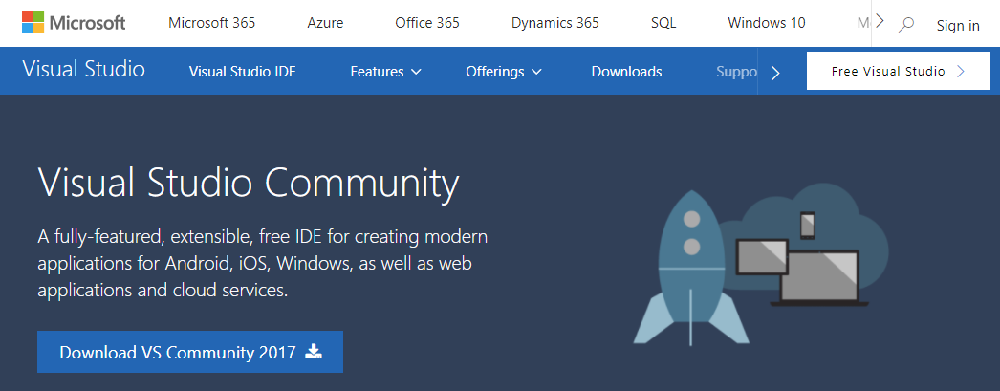 Microsoft Microsoft 365 Azure Office 365 Dynamics 365 SQL Windows 10 Sign in
Visual Studio Visual Studio IDE Features Offerings Downloads Suppo Free Visual Studio
Visual Studio Community
A fully-featured, extensible, free IDE for creating modern
applications for Android, iOS, Windows, as well as web
applications and cloud services.
Download VS Community 2017